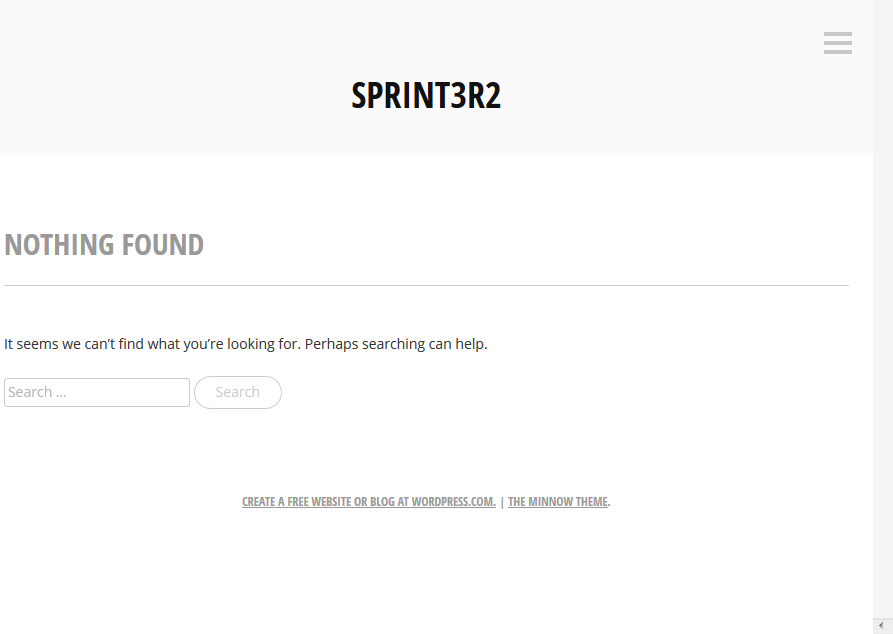 SPRINT3R2
NOTHING FOUND
It seems we can’t find what you’re looking for. Perhaps searching can help.
Search ... Search
CREATE A FREE WEBSITE OR BLOG AT WORDPRESS.COM. | THE MINNOW THEME.